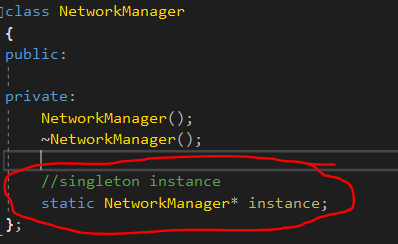 class NetworkManager
{
public:
private:
NetworkManager();
~NetworkManager();
//singleton instance
static NetworkManager* instance;
};